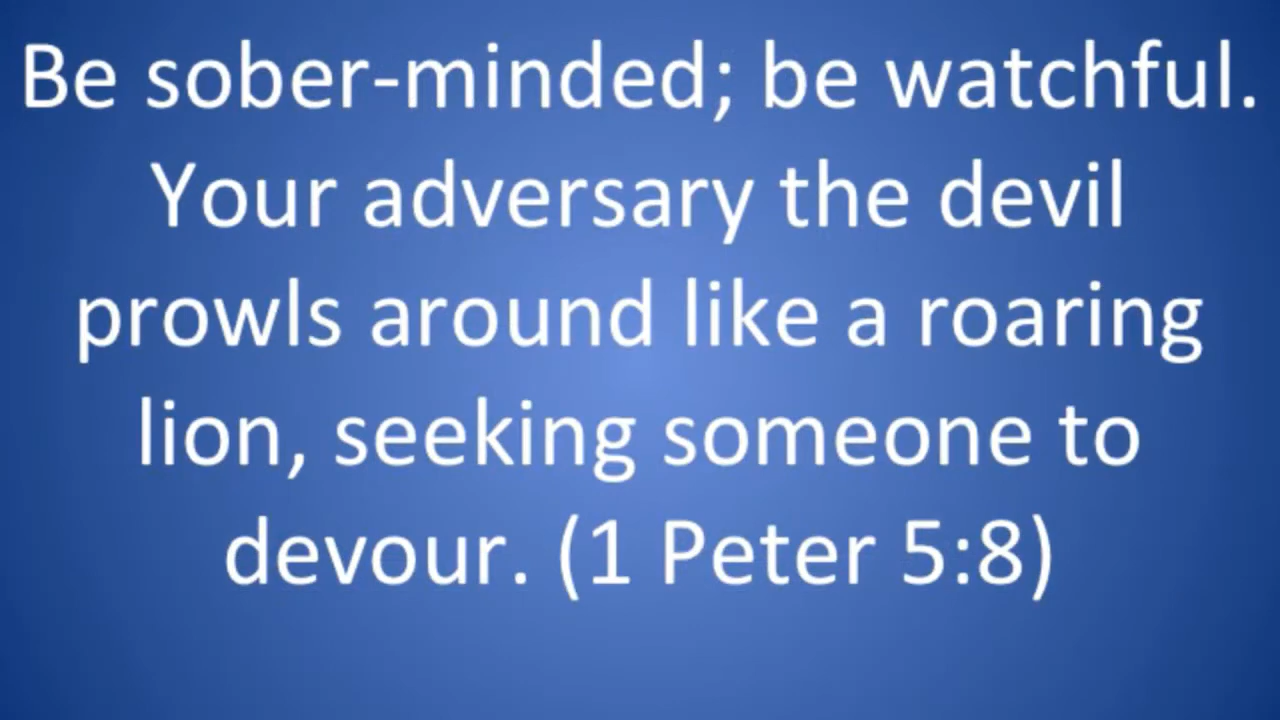 Be sober-minded; be watchful.
Your adversary the devil
prowls around like a roaring
lion, seeking someone to
devour. (1 Peter 5:8)